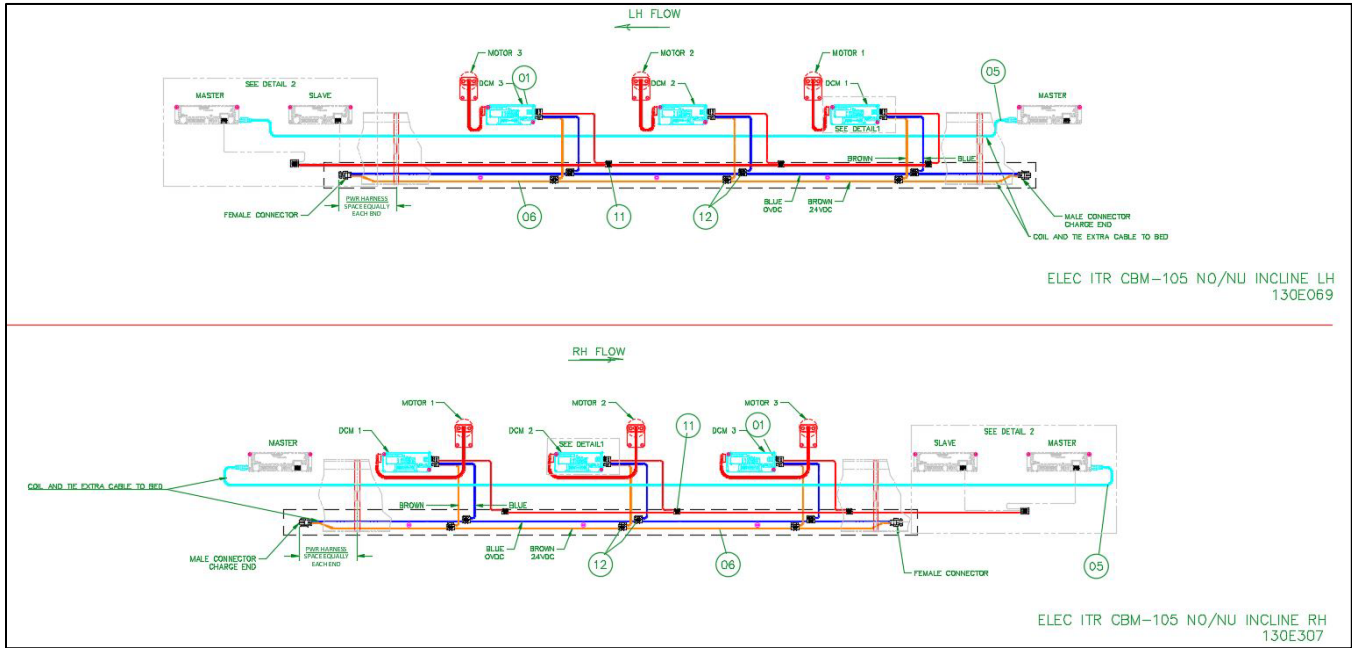 LH FLOW
MOTOR 3
MOTOR 2
MOTOR 1
SEE DETAIL 2
DCM 3
01
DCM 2
DCM 1
05
MASTER
SLAVE
MASTER
SEE DETAIL1
BROWN
BLUE
FEMALE CONNECTOR
PWR HARNESS
SPACE EQUALLY
EACH END
06
11
12
BLUE
0VDC
BROWN
24VDC
MALE CONNECTOR
CHARGE END
COIL AND TIE EXTRA CABLE TO BED
ELEC ITR CBM-105 NO/NU INCLINE LH
130E069
RH FLOW
MOTOR 1
MOTOR 2
MOTOR 3
11
DCM 1
DCM 2
DCM 3
01
SEE DETAIL 2
MASTER
SEE DETAIL1
SLAVE
MASTER
COIL AND TIE EXTRA CABLE TO BED
BROWN
BLUE
MALE CONNECTOR
CHARGE END
PWR HARNESS
SPACE EQUALLY
EACH END
BLUE
0VDC
BROWN
24VDC
12
06
FEMALE CONNECTOR
05
ELEC ITR CBM-105 NO/NU INCLINE RH
130E307